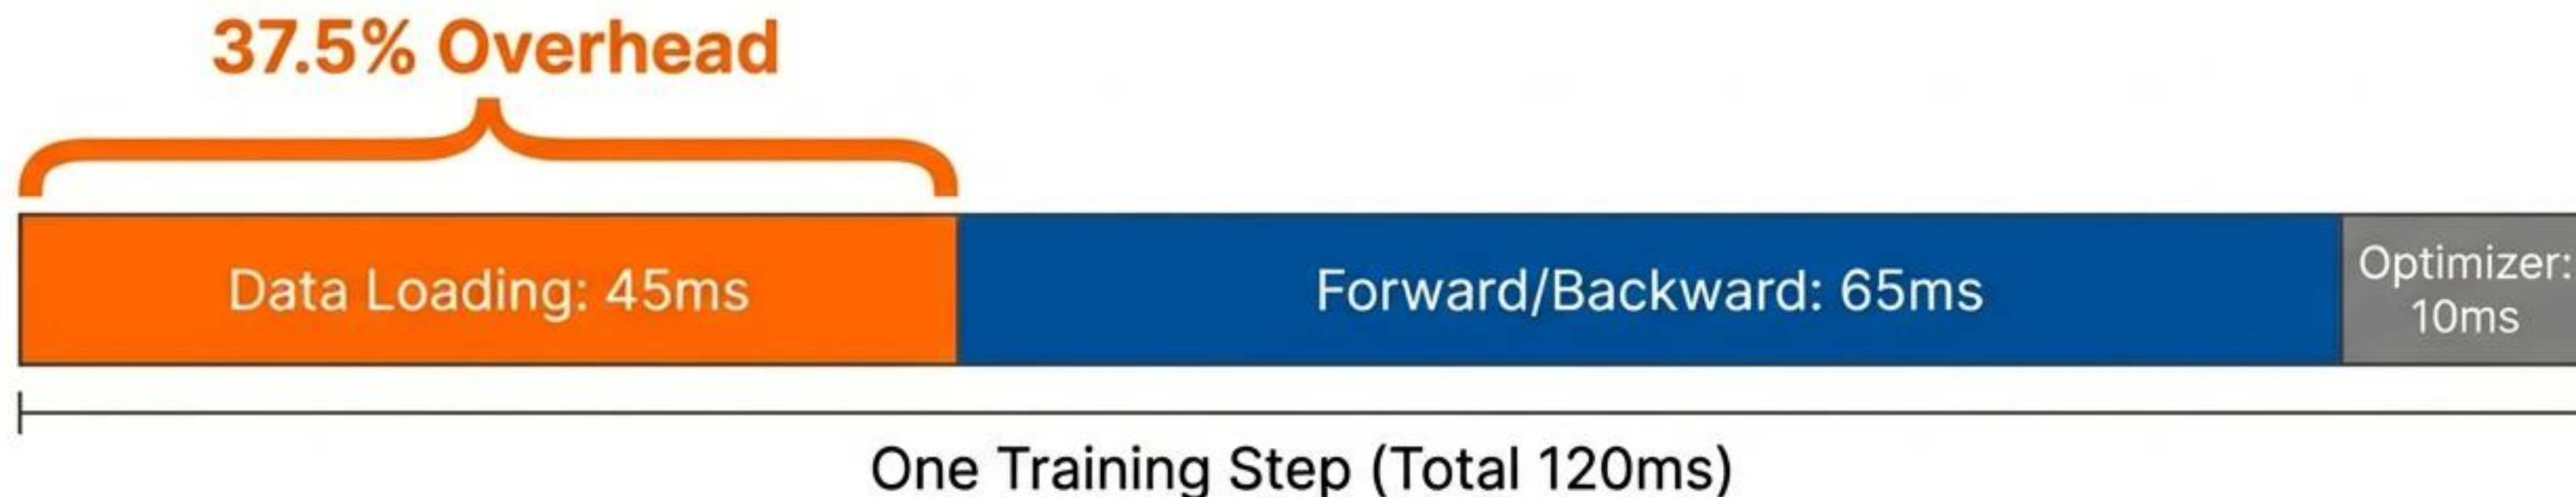 37.5% Overhead
Data Loading: 45ms
Forward/Backward: 65ms
Optimizer:
10ms
One Training Step (Total 120ms)